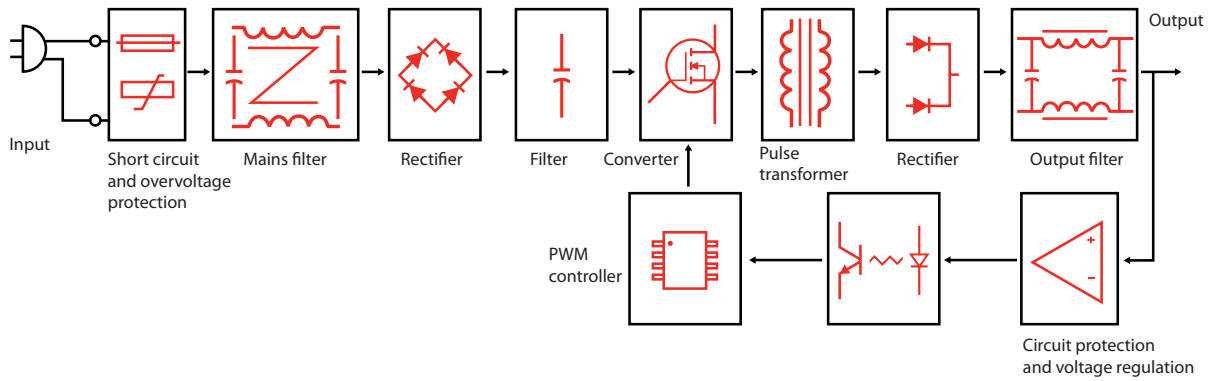 Output
Input
Short circuit
and overvoltage
protection
Mains filter
Rectifier
Filter
Converter
Pulse
transformer
Rectifier
Output filter
PWM
controller
+
-
Circuit protection
and voltage regulation